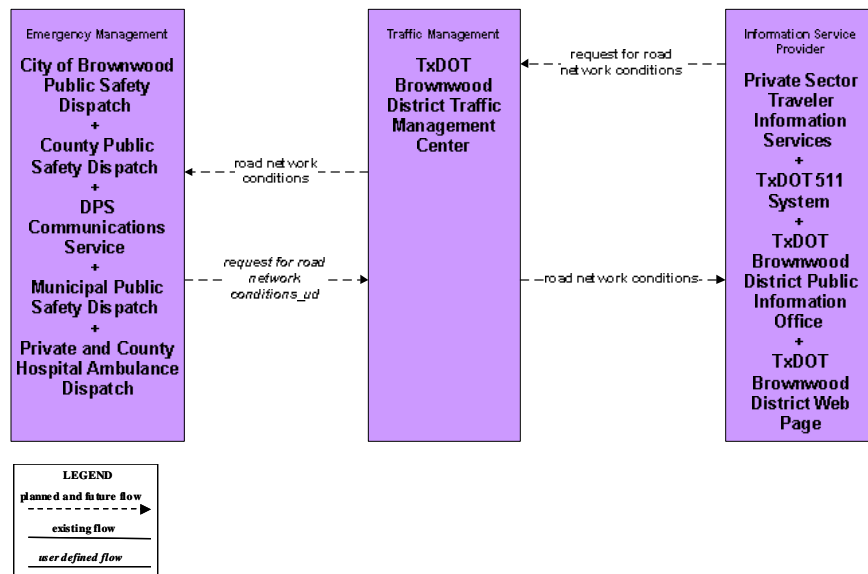 Emergency Management
City of Brownwood
Public Safety
Dispatch
+
County Public
Safety Dispatch
+
DPS
Communications
Service
+
Municipal Public
Safety Dispatch
+
Private and County
Hospital Ambulance
Dispatch
road network
conditions
request for road
network
conditions_ud
Traffic Management
TxDOT
Brownwood
District Traffic
Management
Center
request for road
network conditions
road network conditions
Information Service
Provider
Private Sector
Traveler
Information
Services
+
TxDOT 511
System
+
TxDOT
Brownwood
District Public
Information
Office
+
TxDOT
Brownwood
District Web
Page
LEGEND
planned and future flow
existing flow
user defined flow